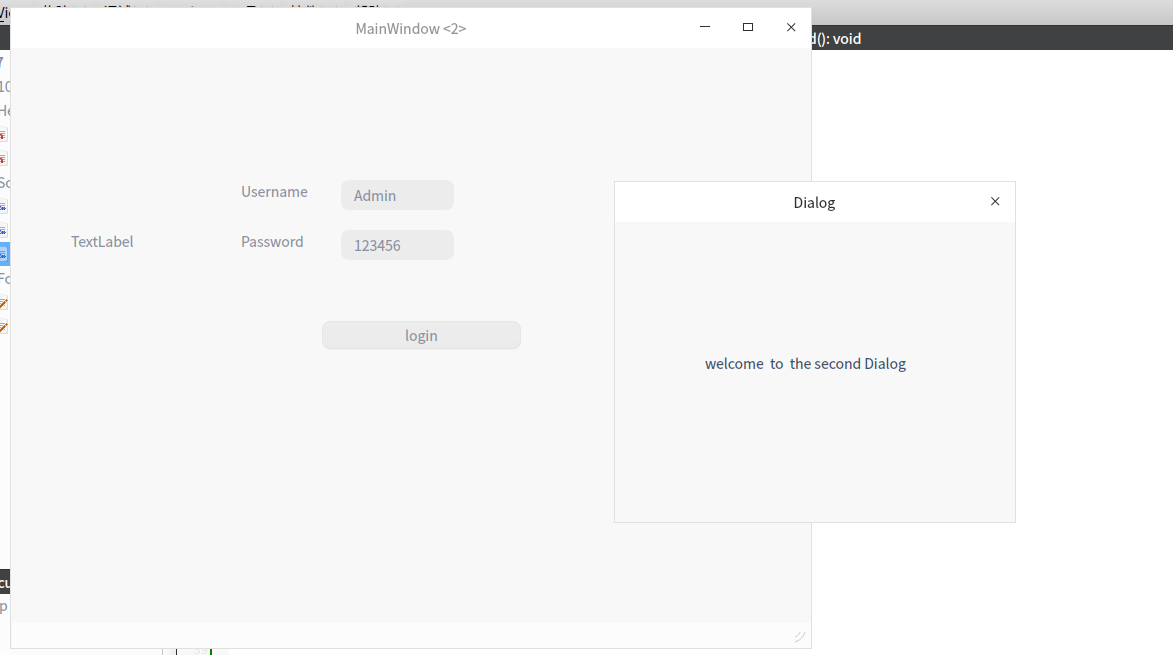 MainWindow <2>
d(): void
Username
Admin
Dialog
TextLabel
Password
123456
login
welcome to the second Dialog